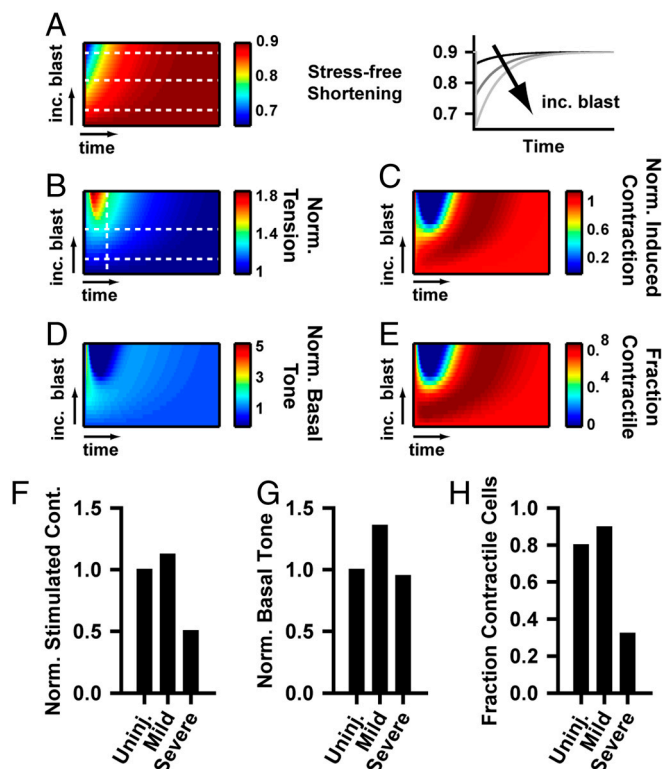 A
inc. blast
time
0.9
0.8
0.7
Stress-free
Shortening
0.9
0.8
0.7
inc. blast
Time
B
inc. blast
time
1.8
1.4
1
Norm.
Tension
C
inc. blast
time
1
0.6
0.2
Norm. Induced
Contraction
D
inc. blast
time
5
3
1
Norm. Basal
Tone
E
inc. blast
time
0.8
0.4
0
Fraction
Contractile
F
Norm. Stimulated Cont.
1.5
1.0
0.5
0.0
Uninj.
Mild
Severe
G
Norm. Basal Tone
1.5
1.0
0.5
0.0
Uninj.
Mild
Severe
H
Fraction Contractile Cells
1.0
0.8
0.6
0.4
0.2
0.0
Uninj.
Mild
Severe